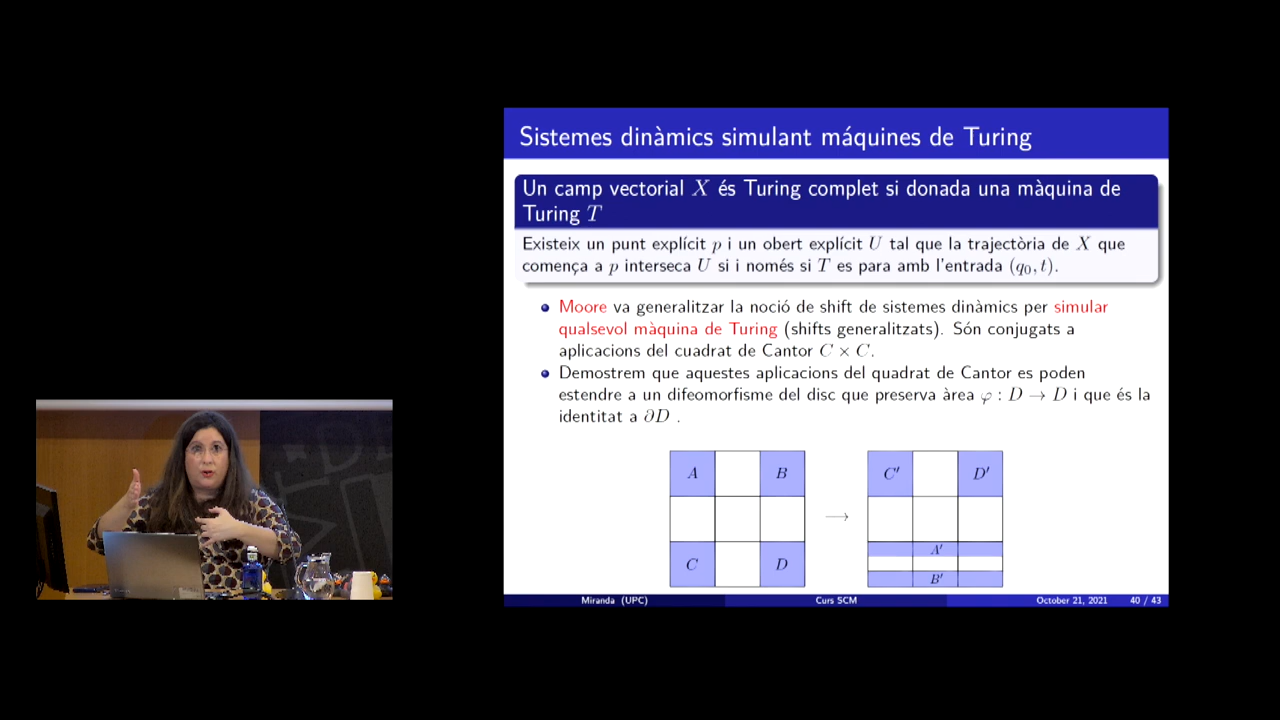 Sistemes dinàmics simulant máquines de Turing
Un camp vectorial X és Turing complet si donada una màquina de
Turing T
Existeix un punt explícit p i un obert explícit U tal que la trajectòria de X que
comença a p interseca U si i només si T es para amb l'entrada (q₀, t).
Moore va generalitzar la noció de shift de sistemes dinàmics per simular
qualsevol màquina de Turing (shifts generalitzats). Són conjugats a
aplicacions del cuadrat de Cantor C × C.
Demostrem que aquestes aplicacions del quadrat de Cantor es poden
estendre a un difeomorfisme del disc que preserva àrea φ : D → D i que és la
identitat a ∂D .
A B
C D
→
C′ D′
A′
B′
Miranda (UPC) Curs SCM October 21, 2021 40 / 43